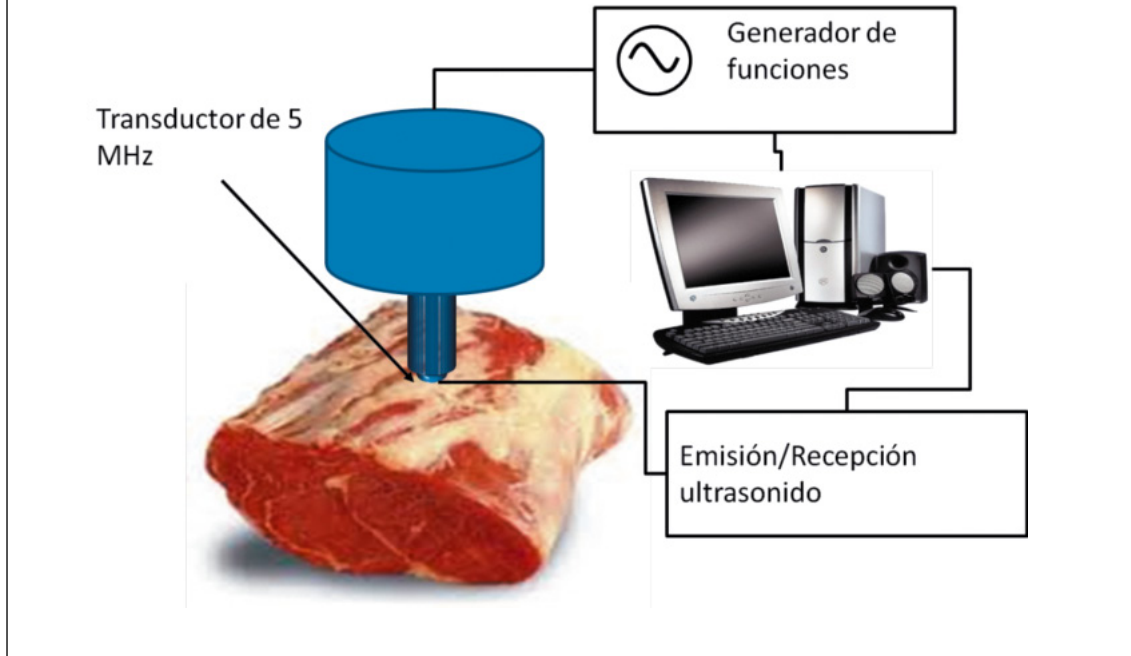 Generador de
funciones
Transductor de 5
MHz
Emisión/Recepción
ultrasonido